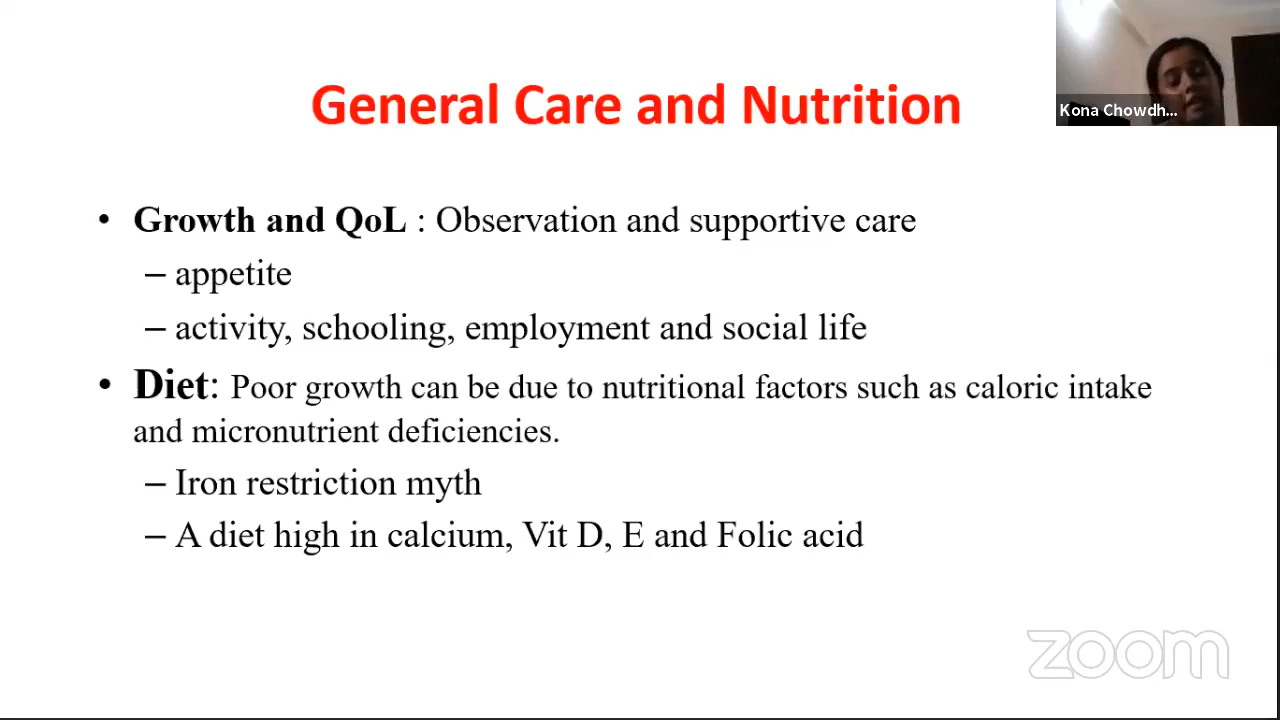 General Care and Nutrition
Kona Chowdh...
• Growth and QoL : Observation and supportive care
– appetite
– activity, schooling, employment and social life
• Diet: Poor growth can be due to nutritional factors such as caloric intake
and micronutrient deficiencies.
– Iron restriction myth
– A diet high in calcium, Vit D, E and Folic acid
zoom